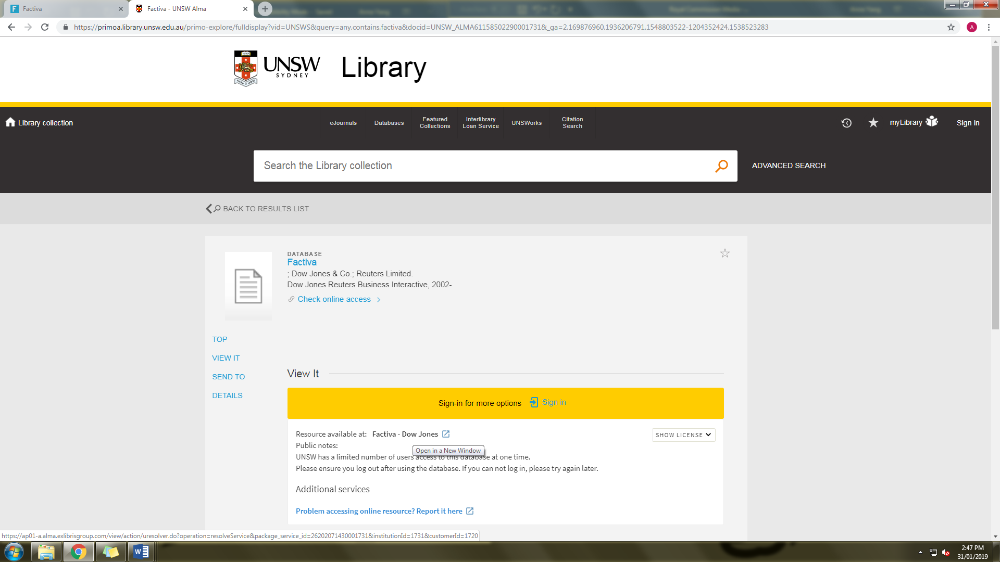 Factiva
Factiva - UNSW Alma
https://primoa.library.unsw.edu.au/primo-explore/fulldisplay?vid=UNSWS&query=any,contains,factiva&docid=UNSW_ALMA61158502290001731&_ga=2.169876960.1936206791.1548803522-1204352424.1538523283
A
UNSW
SYDNEY
Library
Library collection
eJournals
Databases
Featured
Collections
Interlibrary
Loan Service
UNSWorks
Citation
Search
myLibrary
Sign in
Search the Library collection
ADVANCED SEARCH
BACK TO RESULTS LIST
DATABASE
Factiva
; Dow Jones & Co.; Reuters Limited.
Dow Jones Reuters Business Interactive, 2002-
Check online access
TOP
VIEW IT
SEND TO
DETAILS
View It
Sign-in for more options Sign in
Resource available at: Factiva - Dow Jones
SHOW LICENSE
Public notes:
Open in a New Window
UNSW has a limited number of users access to this database at one time.
Please ensure you log out after using the database. If you can not log in, please try again later.
Additional services
Problem accessing online resource? Report it here
https://ap01-a.alma.exlibrisgroup.com/view/action/uresolver.do?operation=resolveService&package_service_id=26202071430001731&institutionId=1731&customerId=1720
2:47 PM
31/01/2019